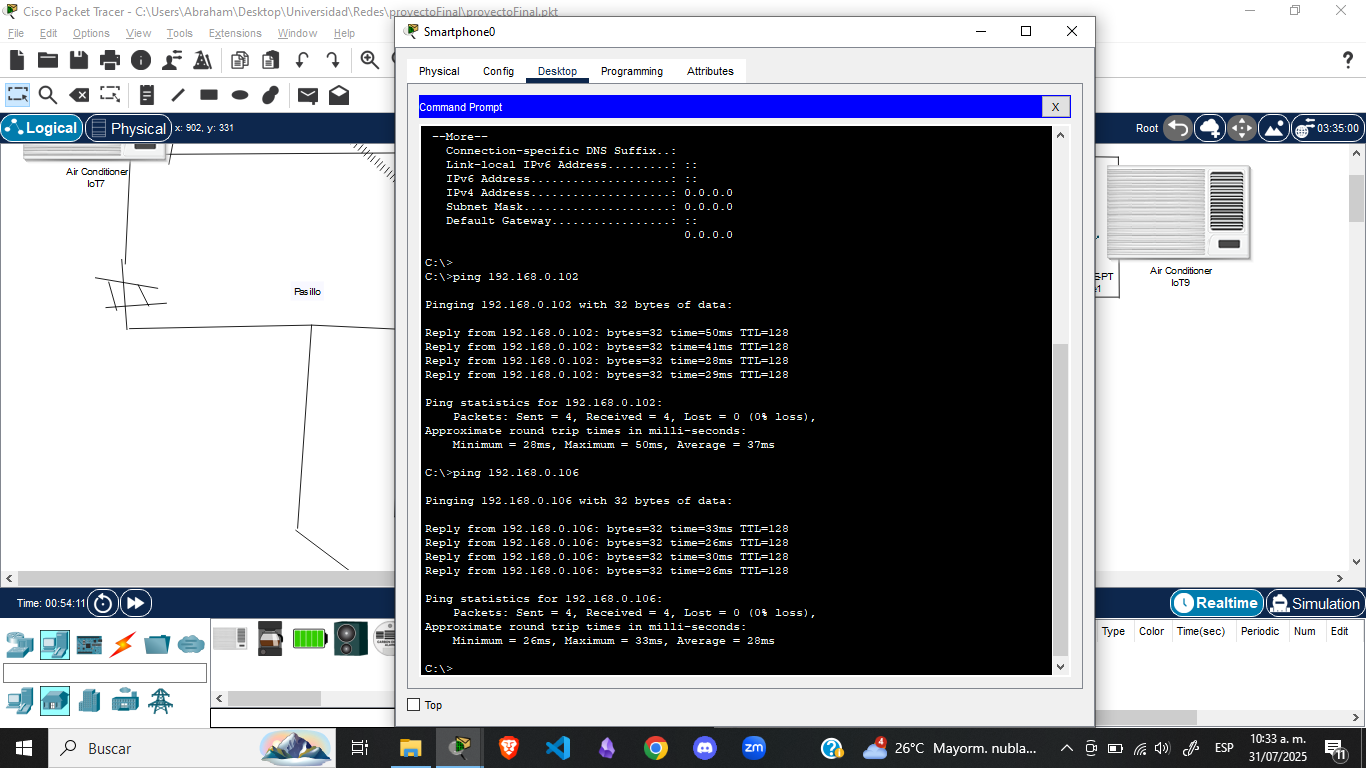 Cisco Packet Tracer - C:\Users\Abraham\Desktop\Universidad\Redes\proyectoFinal\proyectoFinal.pkt
File Edit Options View Tools Extensions Window Help
Smartphone0
Physical Config Desktop Programming Attributes
Command Prompt
X
Logical Physical x: 902, y: 331
Root 03:35:00
Air Conditioner
IoT7
Pasillo
Air Conditioner
IoT9
--More--
Connection-specific DNS Suffix..:
Link-local IPv6 Address.........: ::
IPv6 Address....................: ::
IPv4 Address....................: 0.0.0.0
Subnet Mask.....................: 0.0.0.0
Default Gateway.................: ::
0.0.0.0
C:\>
C:\>ping 192.168.0.102
Pinging 192.168.0.102 with 32 bytes of data:
Reply from 192.168.0.102: bytes=32 time=50ms TTL=128
Reply from 192.168.0.102: bytes=32 time=41ms TTL=128
Reply from 192.168.0.102: bytes=32 time=28ms TTL=128
Reply from 192.168.0.102: bytes=32 time=29ms TTL=128
Ping statistics for 192.168.0.102:
Packets: Sent = 4, Received = 4, Lost = 0 (0% loss),
Approximate round trip times in milli-seconds:
Minimum = 28ms, Maximum = 50ms, Average = 37ms
C:\>ping 192.168.0.106
Pinging 192.168.0.106 with 32 bytes of data:
Reply from 192.168.0.106: bytes=32 time=33ms TTL=128
Reply from 192.168.0.106: bytes=32 time=26ms TTL=128
Reply from 192.168.0.106: bytes=32 time=30ms TTL=128
Reply from 192.168.0.106: bytes=32 time=26ms TTL=128
Ping statistics for 192.168.0.106:
Packets: Sent = 4, Received = 4, Lost = 0 (0% loss),
Approximate round trip times in milli-seconds:
Minimum = 26ms, Maximum = 33ms, Average = 28ms
C:\>
Top
Time: 00:54:11
Realtime Simulation
Type Color Time(sec) Periodic Num Edit
Buscar
26°C Mayorm. nubla...
ESP
10:33 a. m.
31/07/2025
11